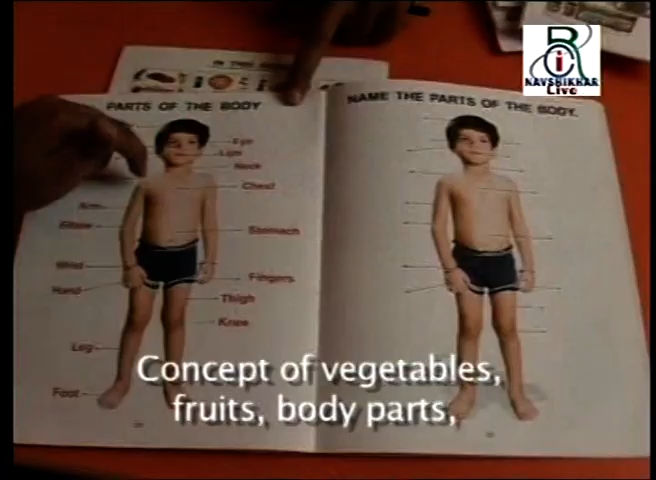 R
i
NAVSHIKHAR
Live
PARTS OF THE BODY
Eye
Lips
Neck
Chest
Arm
Elbow
Stomach
Wrist
Hand
Fingers
Thigh
Knee
Leg
Foot
NAME THE PARTS OF THE BODY.
Concept of vegetables,
fruits, body parts,